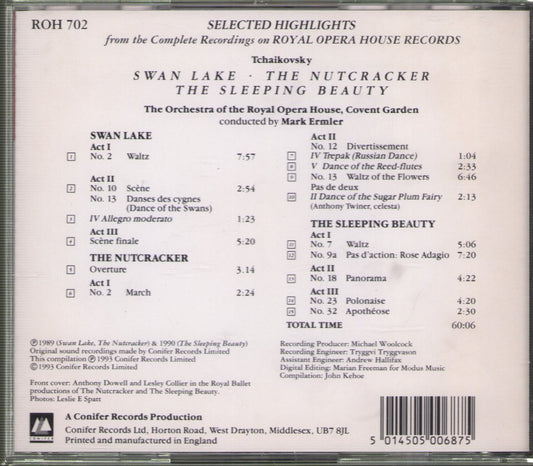 ROH 702
SELECTED HIGHLIGHTS
from the Complete Recordings on ROYAL OPERA HOUSE RECORDS
Tchaikovsky
SWAN LAKE · THE NUTCRACKER
THE SLEEPING BEAUTY
The Orchestra of the Royal Opera House, Covent Garden
conducted by Mark Ermler
SWAN LAKE
Act I
1 No. 2 Waltz 7:57
Act II
2 No. 10 Scène 2:54
No. 13 Danses des cygnes
(Dance of the Swans)
3 IV Allegro moderato 1:23
Act III
4 Scène finale 5:20
THE NUTCRACKER
5 Overture 3.14
Act I
6 No. 2 March 2:24
Act II
No. 12 Divertissement
7 IV Trepak (Russian Dance) 1:04
8 V Dance of the Reed-flutes 2:33
9 No. 13 Waltz of the Flowers 6:46
Pas de deux
10 II Dance of the Sugar Plum Fairy 2:13
(Anthony Twiner, celesta)
THE SLEEPING BEAUTY
Act I
11 No. 7 Waltz 5:06
12 No. 9a Pas d'action: Rose Adagio 7:20
Act II
13 No. 18 Panorama 4:22
Act III
14 No. 23 Polonaise 4:20
15 No. 32 Apothéose 2:30
TOTAL TIME 60:06
℗ 1989 (Swan Lake, The Nutcracker) & 1990 (The Sleeping Beauty)
Original sound recordings made by Conifer Records Limited
This compilation ℗ 1993 Conifer Records Limited
© 1993 Conifer Records Limited
Front cover: Anthony Dowell and Lesley Collier in the Royal Ballet
productions of The Nutcracker and The Sleeping Beauty.
Photos: Leslie E Spatt
Recording Producer: Michael Woolcock
Recording Engineer: Tryggvi Tryggvason
Assistant Engineer: Andrew Hallifax
Digital Editing: Marian Freeman for Modus Music
Compilation: John Kehoe
CONIFER
A Conifer Records Production
Conifer Records Ltd, Horton Road, West Drayton, Middlesex, UB7 8JL
Printed and manufactured in England
5 014505 006875